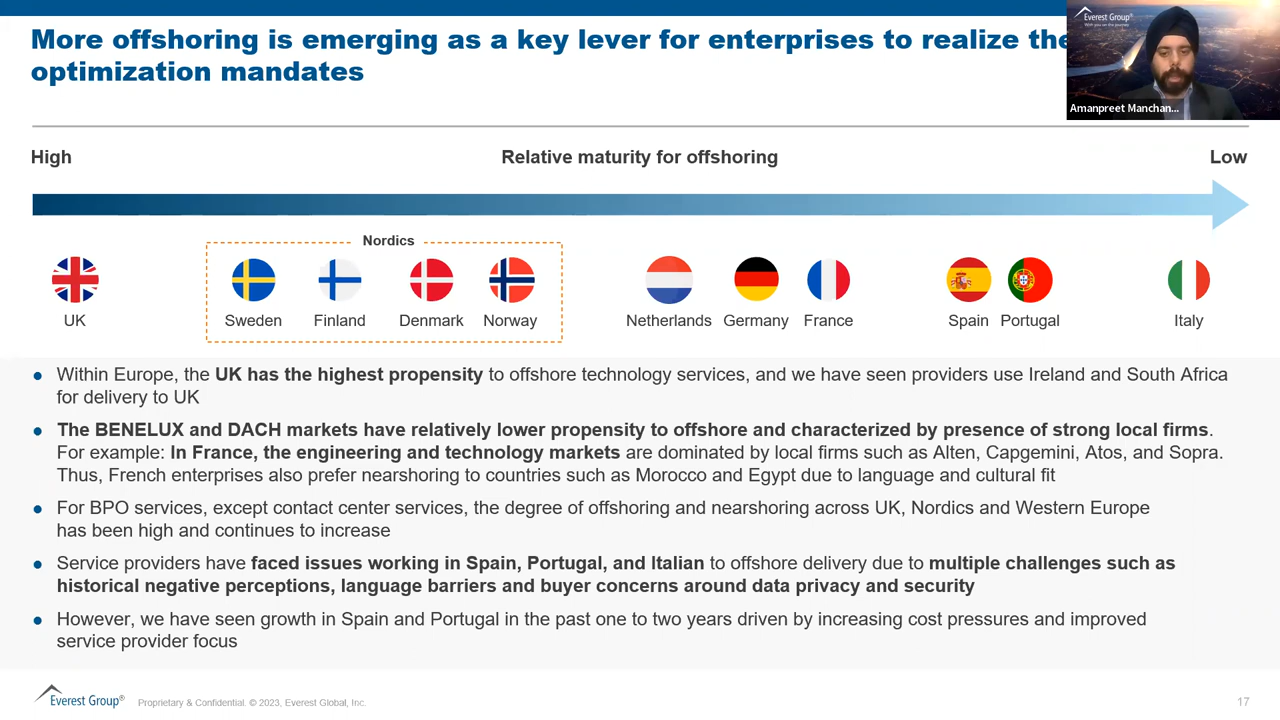 More offshoring is emerging as a key lever for enterprises to realize the
optimization mandates
Everest Group®
With you on the journey
Amanpreet Manchan...
High
Relative maturity for offshoring
Low
Nordics
UK
Sweden
Finland
Denmark
Norway
Netherlands
Germany
France
Spain
Portugal
Italy
● Within Europe, the UK has the highest propensity to offshore technology services, and we have seen providers use Ireland and South Africa
for delivery to UK
● The BENELUX and DACH markets have relatively lower propensity to offshore and characterized by presence of strong local firms.
For example: In France, the engineering and technology markets are dominated by local firms such as Alten, Capgemini, Atos, and Sopra.
Thus, French enterprises also prefer nearshoring to countries such as Morocco and Egypt due to language and cultural fit
● For BPO services, except contact center services, the degree of offshoring and nearshoring across UK, Nordics and Western Europe
has been high and continues to increase
● Service providers have faced issues working in Spain, Portugal, and Italian to offshore delivery due to multiple challenges such as
historical negative perceptions, language barriers and buyer concerns around data privacy and security
● However, we have seen growth in Spain and Portugal in the past one to two years driven by increasing cost pressures and improved
service provider focus
Everest Group®
Proprietary & Confidential. © 2023, Everest Global, Inc.
17